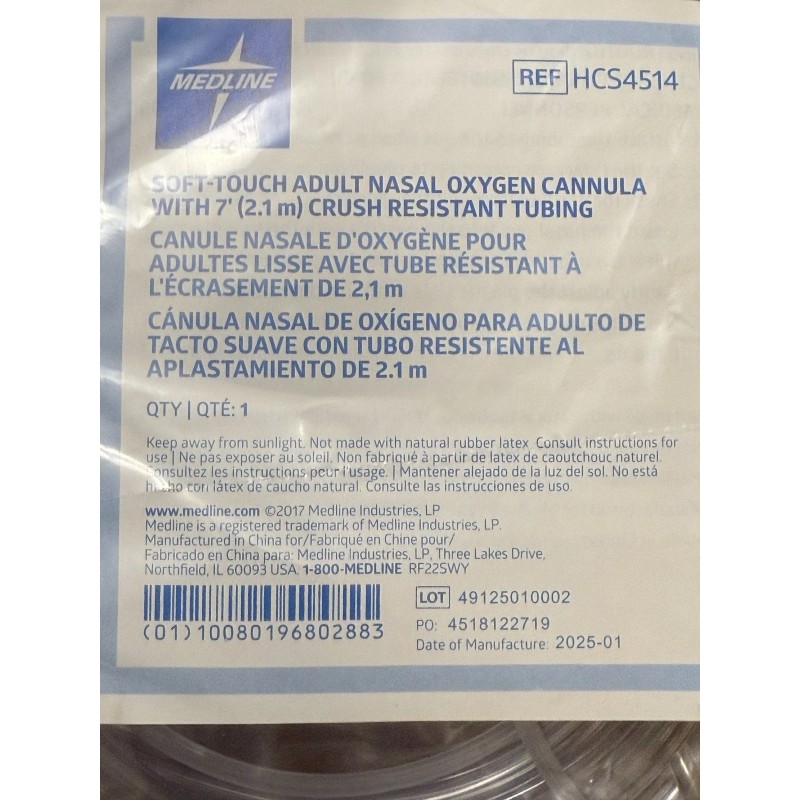 MEDLINE
REF HCS4514
SOFT-TOUCH ADULT NASAL OXYGEN CANNULA
WITH 7' (2.1 m) CRUSH RESISTANT TUBING
CANULE NASALE D'OXYGÈNE POUR
ADULTES LISSE AVEC TUBE RÉSISTANT À
L'ÉCRASEMENT DE 2,1 m
CÁNULA NASAL DE OXÍGENO PARA ADULTO DE
TACTO SUAVE CON TUBO RESISTENTE AL
APLASTAMIENTO DE 2.1 m
QTY | QTÉ: 1
Keep away from sunlight. Not made with natural rubber latex Consult instructions for
use | Ne pas exposer au soleil. Non fabriqué à partir de latex de caoutchouc naturel.
Consultez les instructions pour l'usage. | Mantener alejado de la luz del sol. No está
hecho con látex de caucho natural. Consulte las instrucciones de uso.
www.medline.com ©2017 Medline Industries, LP
Medline is a registered trademark of Medline Industries, LP.
Manufactured in China for/Fabriqué en Chine pour/
Fabricado en China para: Medline Industries, LP, Three Lakes Drive,
Northfield, IL 60093 USA. 1-800-MEDLINE RF22SWY
(01)10080196802883
LOT 49125010002
PO: 4518122719
Date of Manufacture: 2025-01